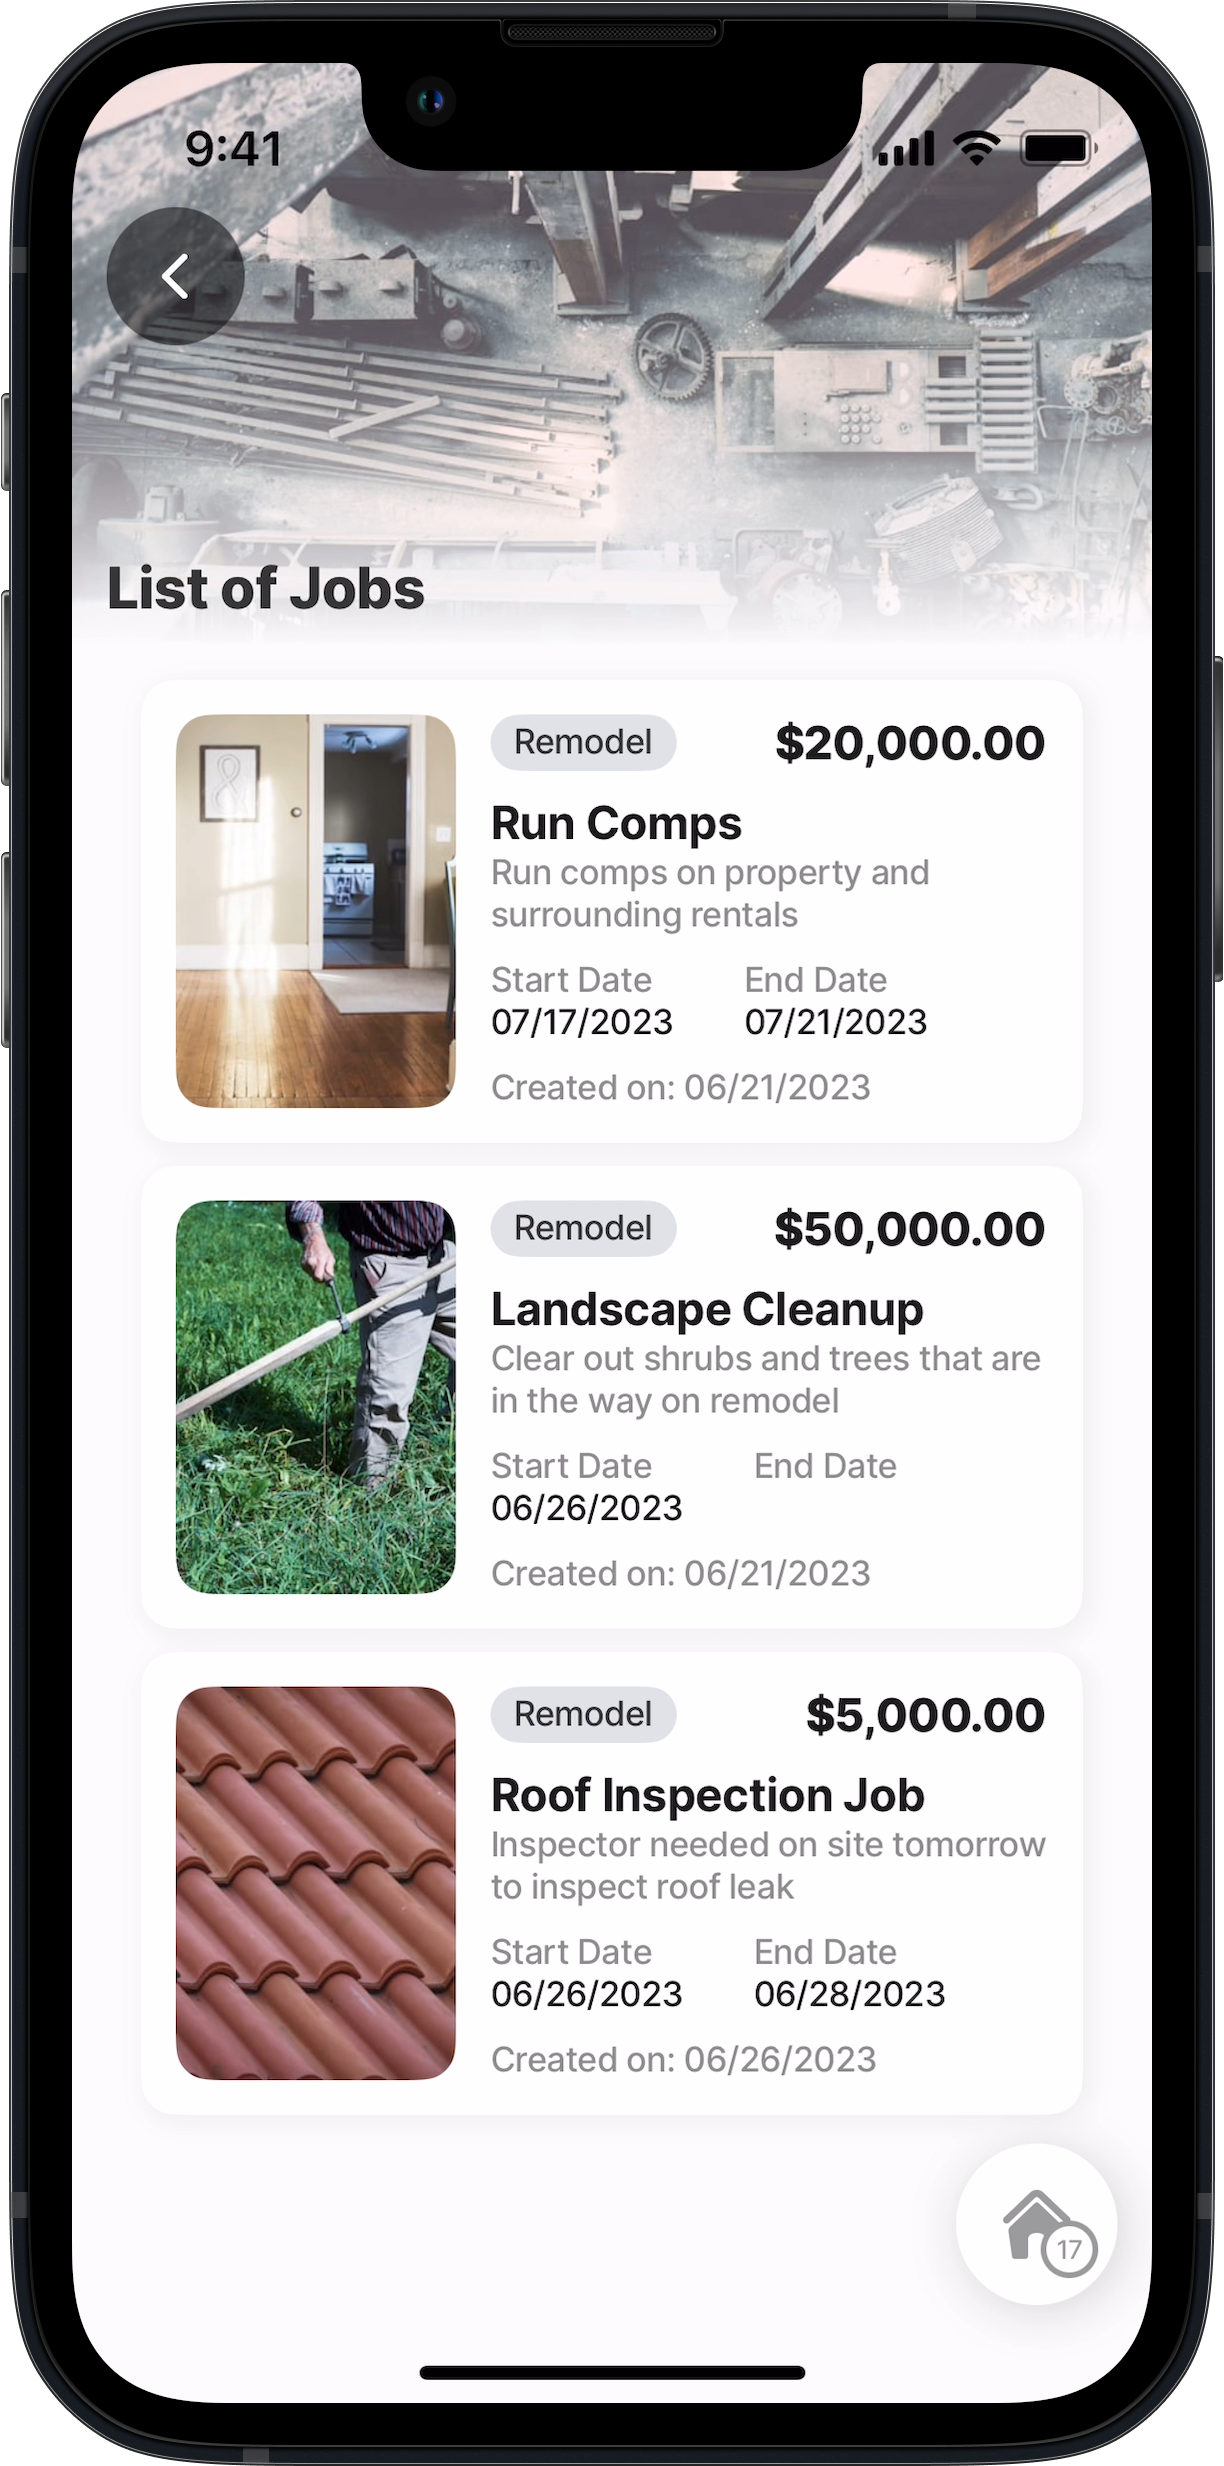 9:41
List of Jobs
Remodel $20,000.00
Run Comps
Run comps on property and
surrounding rentals
Start Date End Date
07/17/2023 07/21/2023
Created on: 06/21/2023
Remodel $50,000.00
Landscape Cleanup
Clear out shrubs and trees that are
in the way on remodel
Start Date End Date
06/26/2023
Created on: 06/21/2023
Remodel $5,000.00
Roof Inspection Job
Inspector needed on site tomorrow
to inspect roof leak
Start Date End Date
06/26/2023 06/28/2023
Created on: 06/26/2023
17